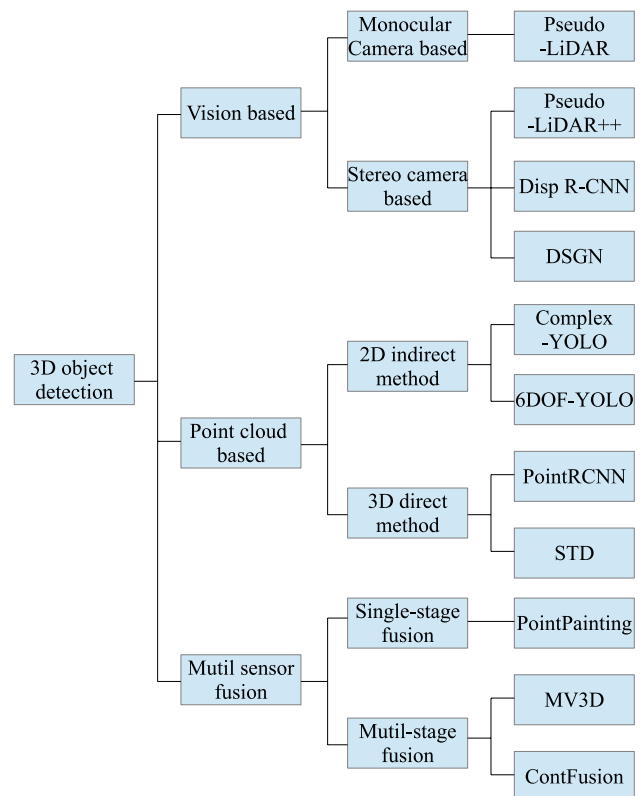 Monocular
Camera based
Pseudo
-LiDAR
Vision based
Pseudo
-LiDAR++
Stereo camera
based
Disp R-CNN
DSGN
3D object
detection
Complex
-YOLO
2D indirect
method
6DOF-YOLO
Point cloud
based
PointRCNN
3D direct
method
STD
Single-stage
fusion
PointPainting
Mutil sensor
fusion
MV3D
Mutil-stage
fusion
ContFusion